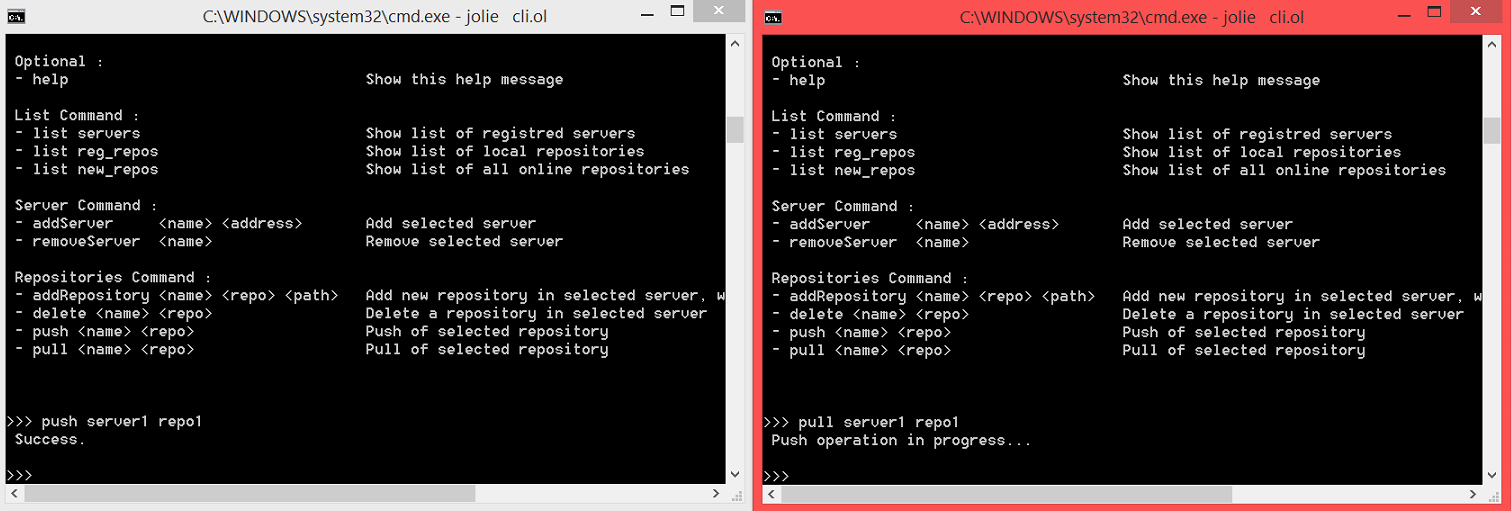 C:\WINDOWS\system32\cmd.exe - jolie cli.ol
Optional :
- help Show this help message
List Command :
- list servers Show list of registred servers
- list reg_repos Show list of local repositories
- list new_repos Show list of all online repositories
Server Command :
- addServer <name> <address> Add selected server
- removeServer <name> Remove selected server
Repositories Command :
- addRepository <name> <repo> <path> Add new repository in selected server, w
- delete <name> <repo> Delete a repository in selected server
- push <name> <repo> Push of selected repository
- pull <name> <repo> Pull of selected repository
>>> push server1 repo1
Success.
>>>
C:\WINDOWS\system32\cmd.exe - jolie cli.ol
Optional :
- help Show this help message
List Command :
- list servers Show list of registred servers
- list reg_repos Show list of local repositories
- list new_repos Show list of all online repositories
Server Command :
- addServer <name> <address> Add selected server
- removeServer <name> Remove selected server
Repositories Command :
- addRepository <name> <repo> <path> Add new repository in selected server, w
- delete <name> <repo> Delete a repository in selected server
- push <name> <repo> Push of selected repository
- pull <name> <repo> Pull of selected repository
>>> pull server1 repo1
Push operation in progress...
>>>